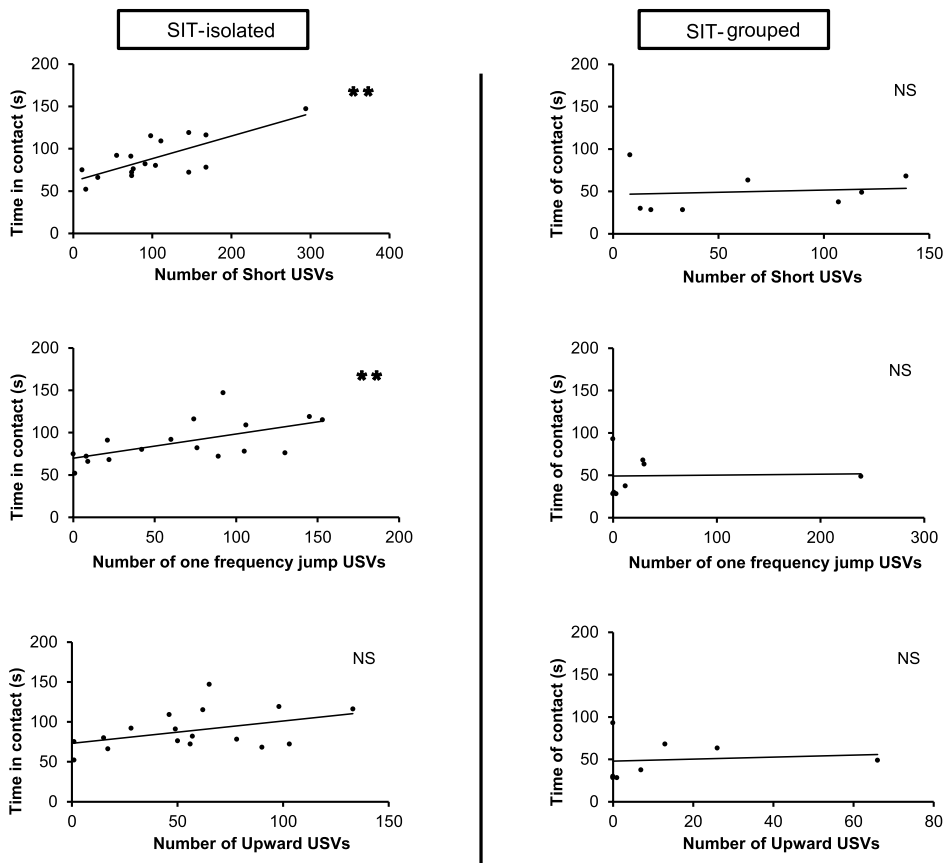 SIT-isolated
SIT-grouped
Time in contact (s)
200
150
100
50
0
**
0 100 200 300 400
Number of Short USVs
Time of contact (s)
200
150
100
50
0
NS
0 50 100 150
Number of Short USVs
Time in contact (s)
200
150
100
50
0
**
0 50 100 150 200
Number of one frequency jump USVs
Time of contact (s)
200
150
100
50
0
NS
0 100 200 300
Number of one frequency jump USVs
Time in contact (s)
200
150
100
50
0
NS
0 50 100 150
Number of Upward USVs
Time of contact (s)
200
150
100
50
0
NS
0 20 40 60 80
Number of Upward USVs